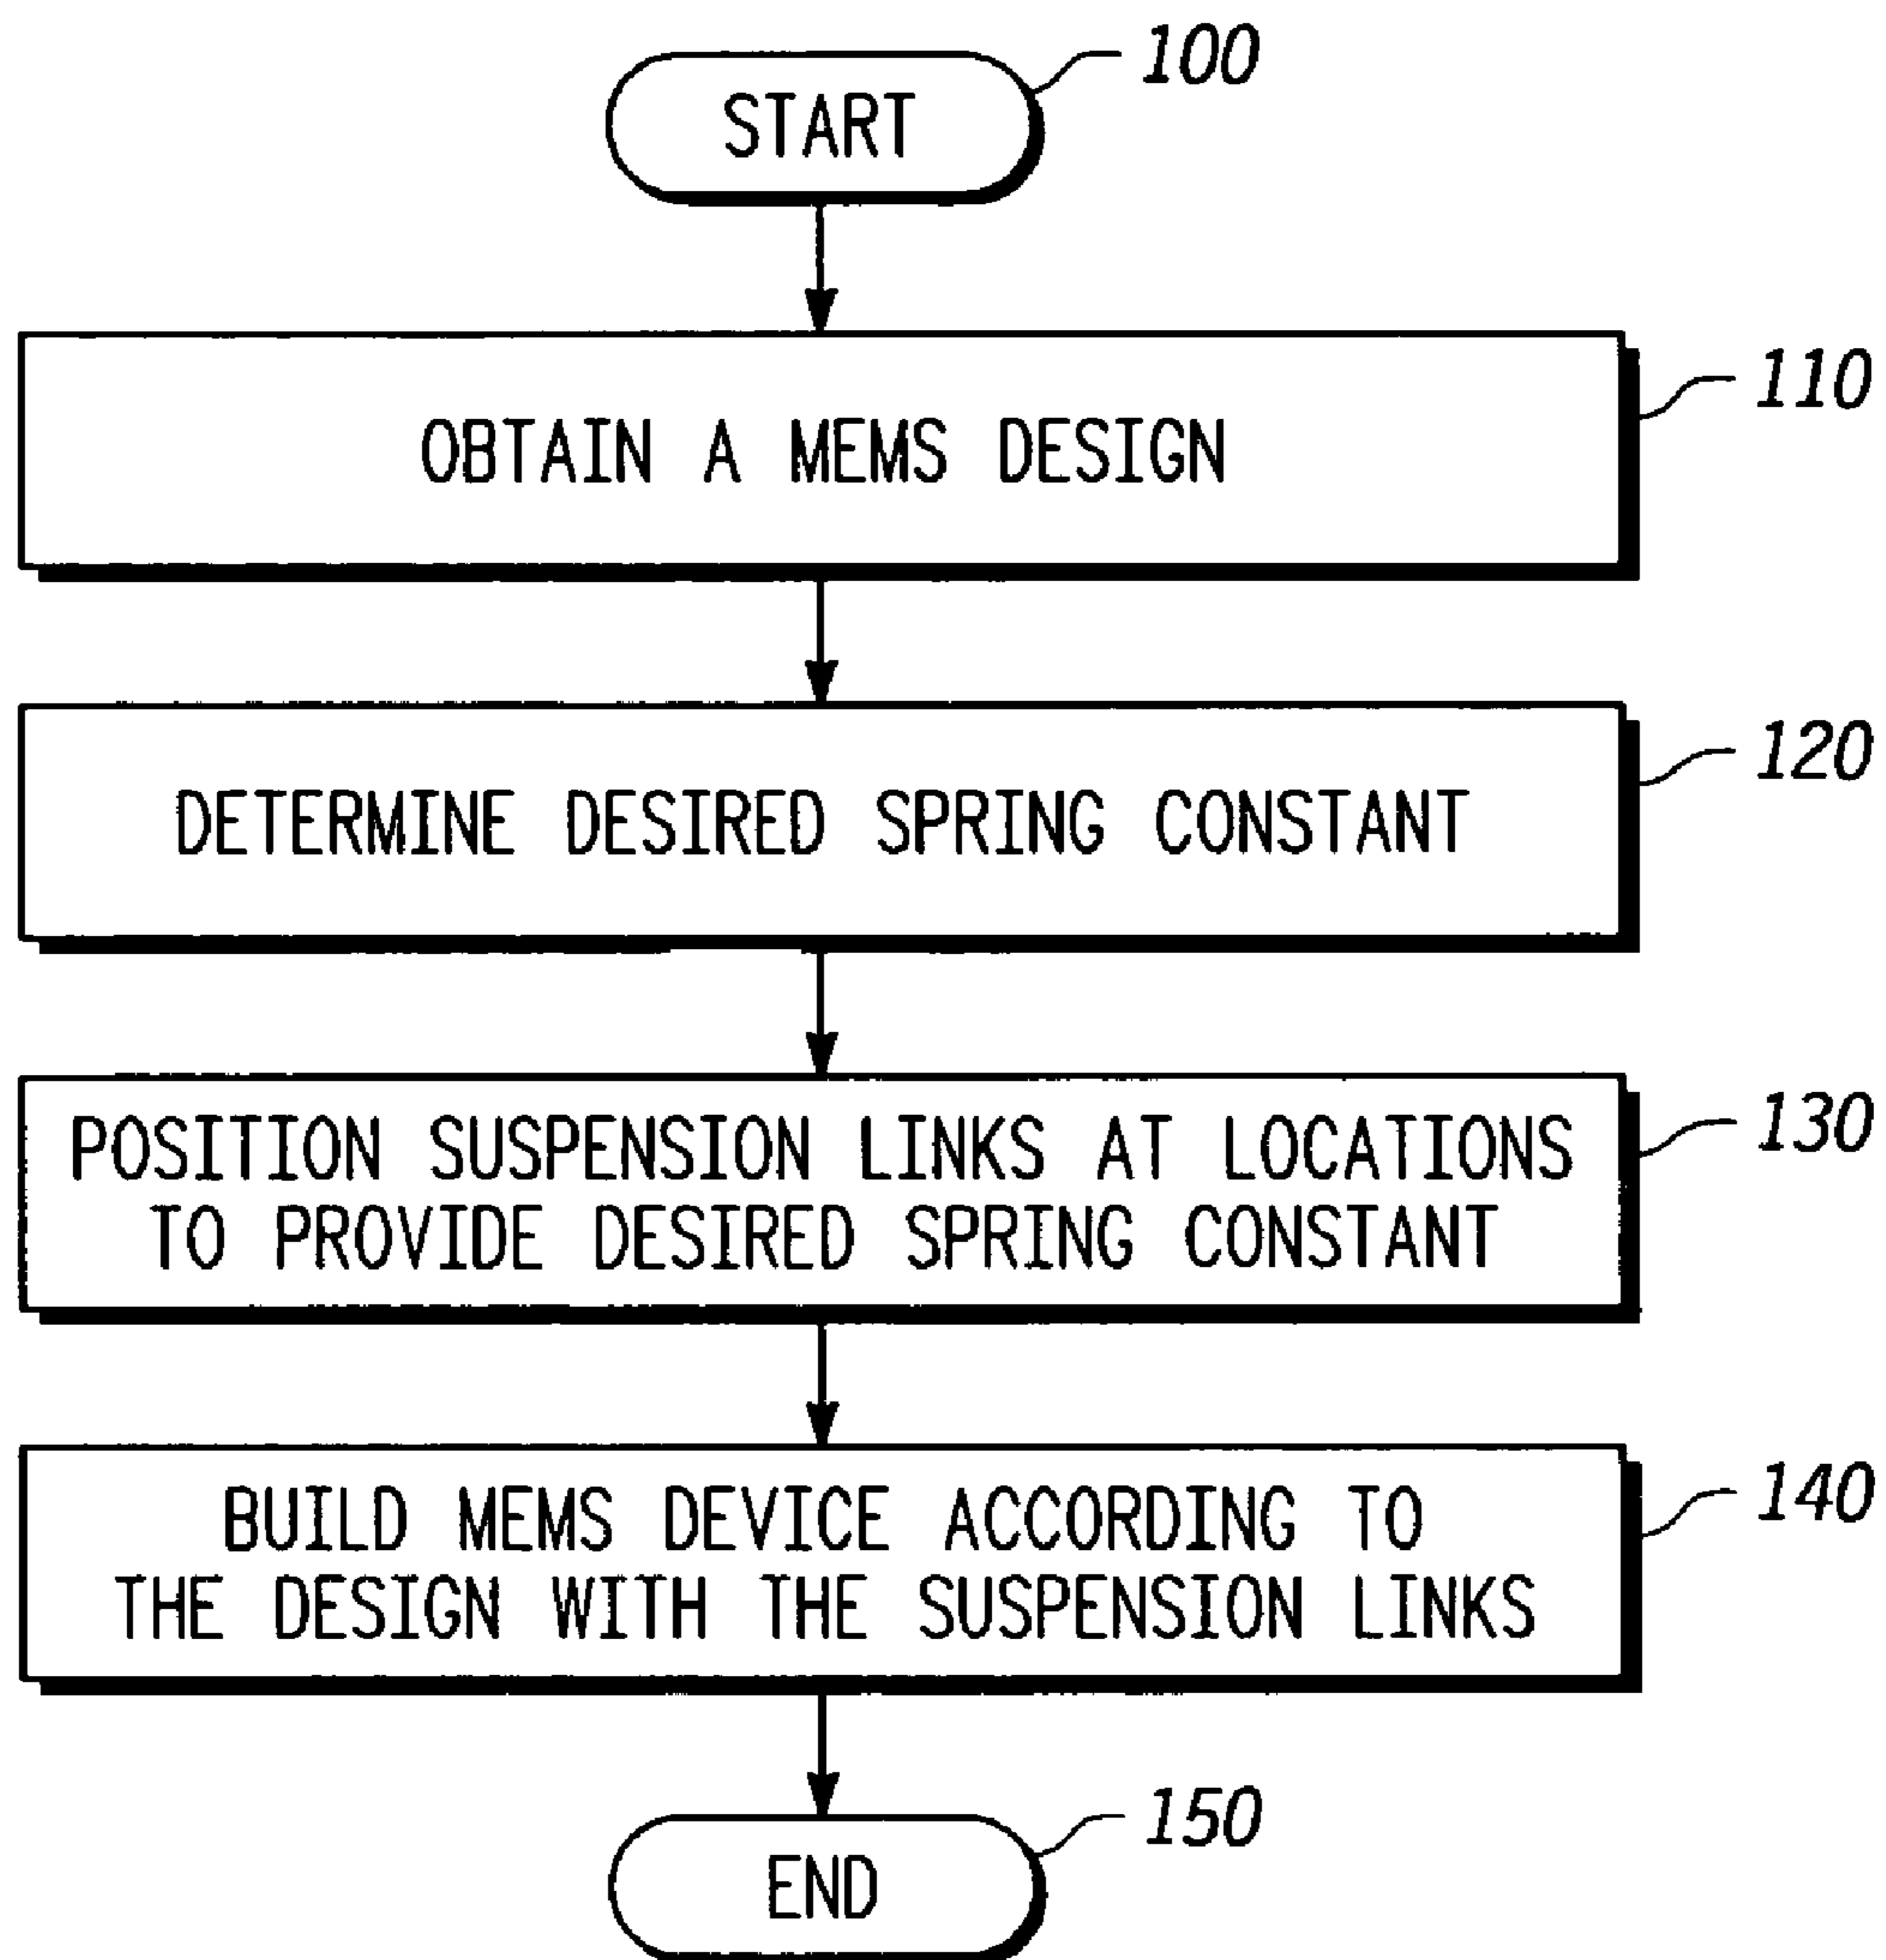 100
START
110
OBTAIN A MEMS DESIGN
120
DETERMINE DESIRED SPRING CONSTANT
130
POSITION SUSPENSION LINKS AT LOCATIONS
TO PROVIDE DESIRED SPRING CONSTANT
140
BUILD MEMS DEVICE ACCORDING TO
THE DESIGN WITH THE SUSPENSION LINKS
150
END